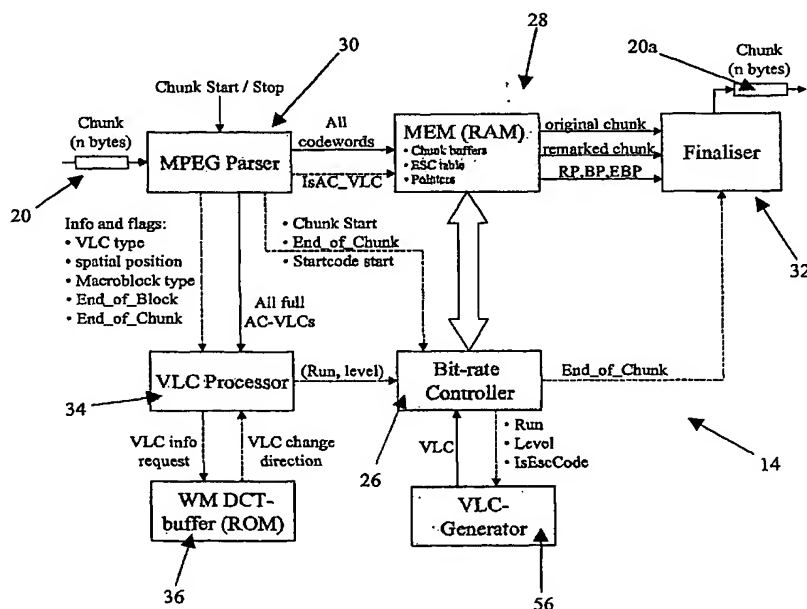 28
20a
30
Chunk
(n bytes)
Chunk Start / Stop
Chunk
(n bytes)
All
codewords
MEM (RAM)
• Chunk buffers
• ESC table
• Pointers
original chunk
remarked chunk
RP,BP,EBP
Finaliser
MPEG Parser
IsAC_VLC
20
32
Info and flags:
• VLC type
• spatial position
• Macroblock type
• End_of_Block
• End_of_Chunk
• Chunk Start
• End_of_Chunk
• Startcode start
All full
AC-VLCs
VLC Processor
(Run, level)
Bit-rate
Controller
End_of_Chunk
34
26
14
VLC info
request
VLC change
direction
VLC
• Run
• Level
• IsEscCode
WM DCT-
buffer (ROM)
VLC-
Generator
36
56